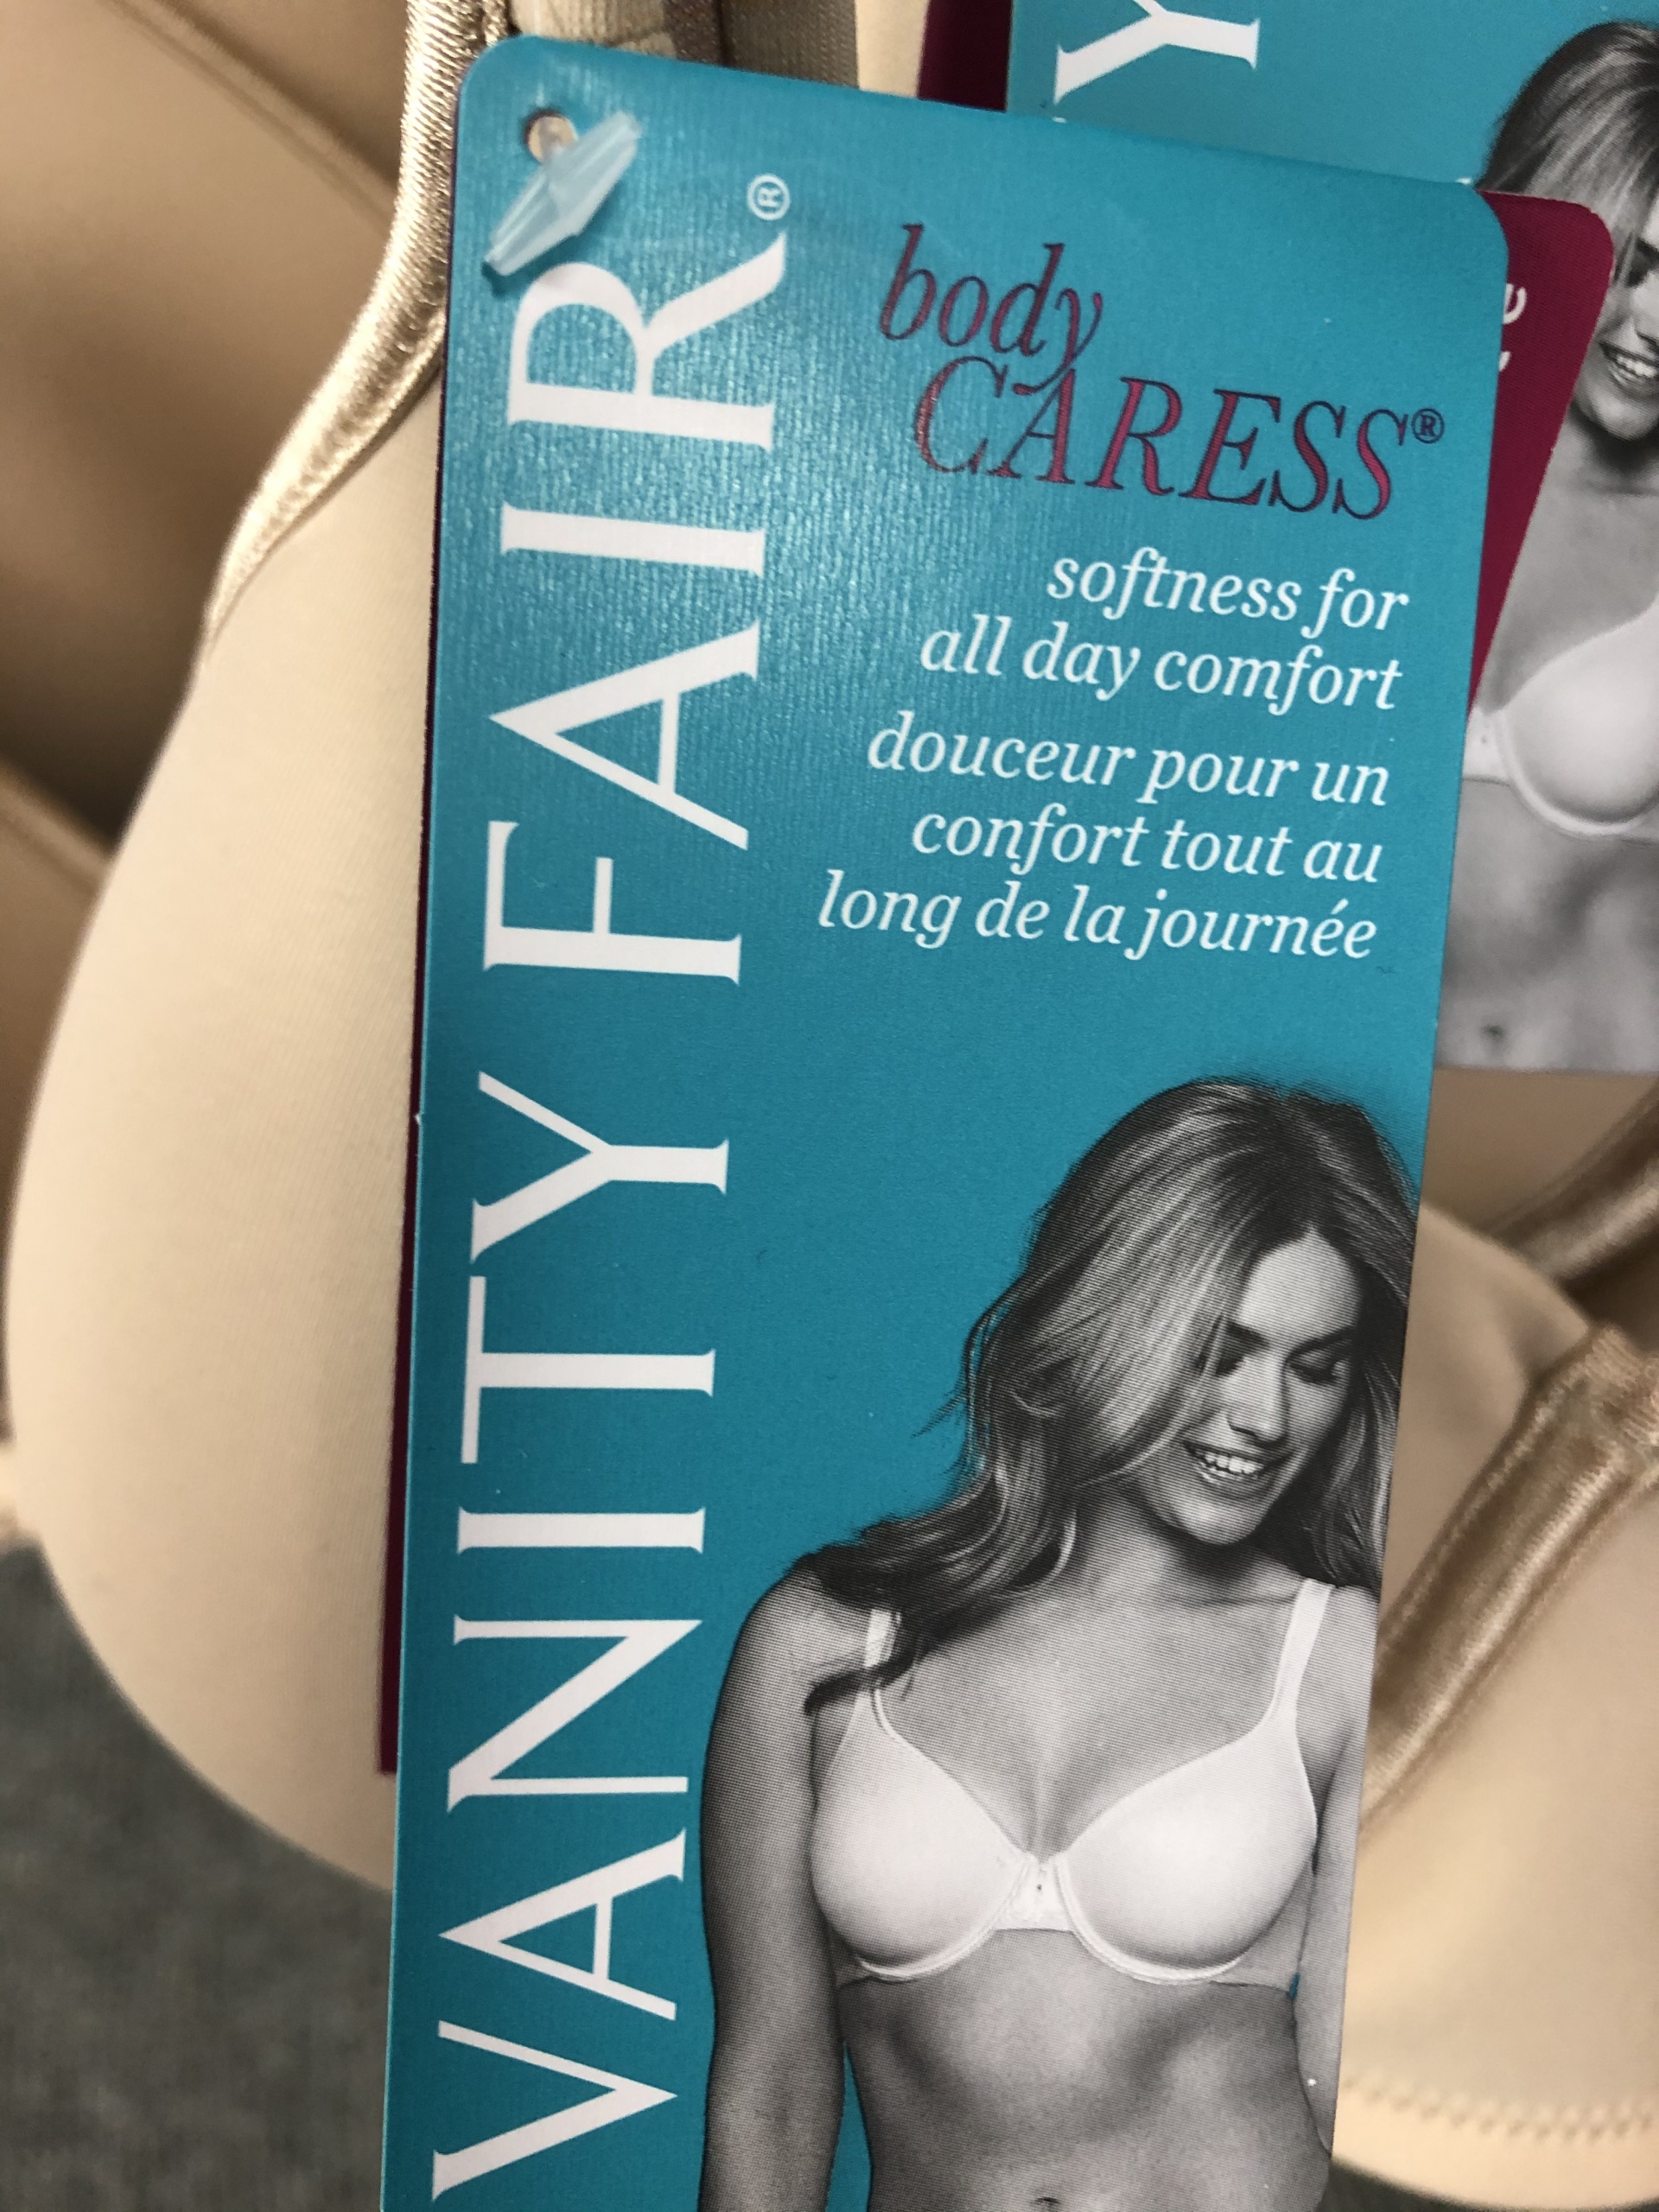 VANITY FAIR®
body
CARESS®
softness for
all day comfort
douceur pour un
confort tout au
long de la journée
Y